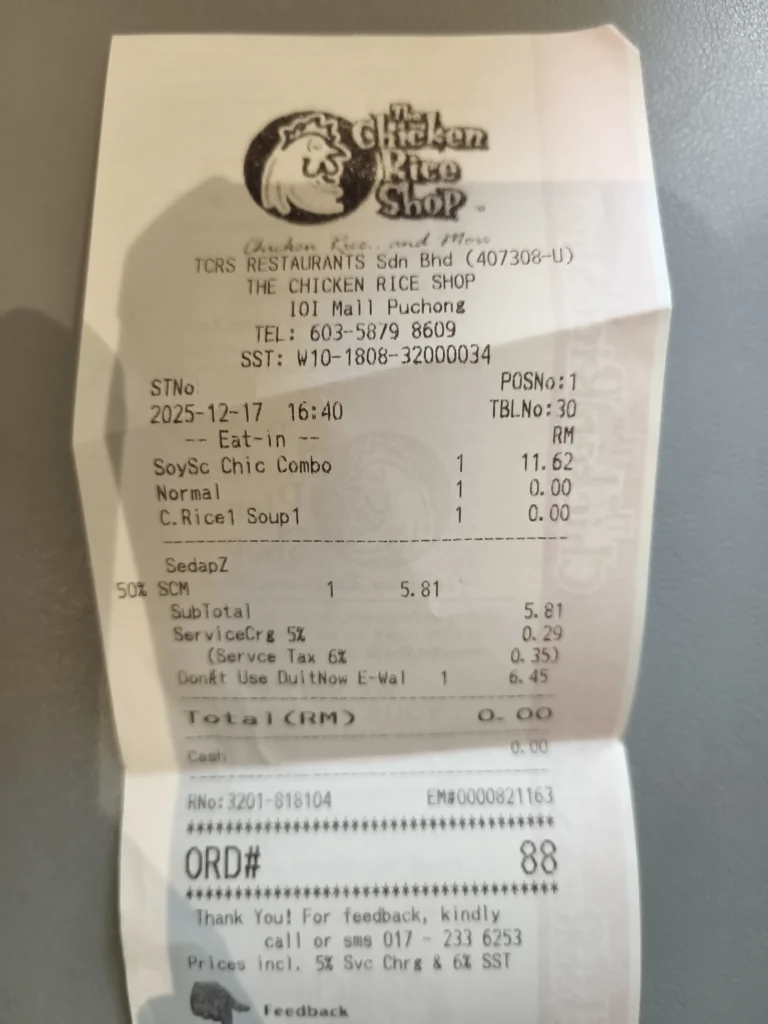 The
Chicken
Rice
Shop
Chicken Rice.. and More
TCRS RESTAURANTS Sdn Bhd (407308-U)
THE CHICKEN RICE SHOP
IOI Mall Puchong
TEL: 603-5879 8609
SST: W10-1808-32000034
STNo POSNo:1
2025-12-17 16:40 TBLNo:30
-- Eat-in -- RM
SoySc Chic Combo 1 11.62
Normal 1 0.00
C.Rice1 Soup1 1 0.00
SedapZ
50% SCM 1 5.81
SubTotal 5.81
ServiceCrg 5% 0.29
(Servce Tax 6% 0.35)
Use DuitNow E-Wal 1 6.45
Total(RM) 0.00
Cash 0.00
RNo:3201-818104 EM#0000821163
*****************************************
ORD# 88
*****************************************
Thank You! For feedback, kindly
call or sms 017 - 233 6253
Prices incl. 5% Svc Chrg & 6% SST
Feedback